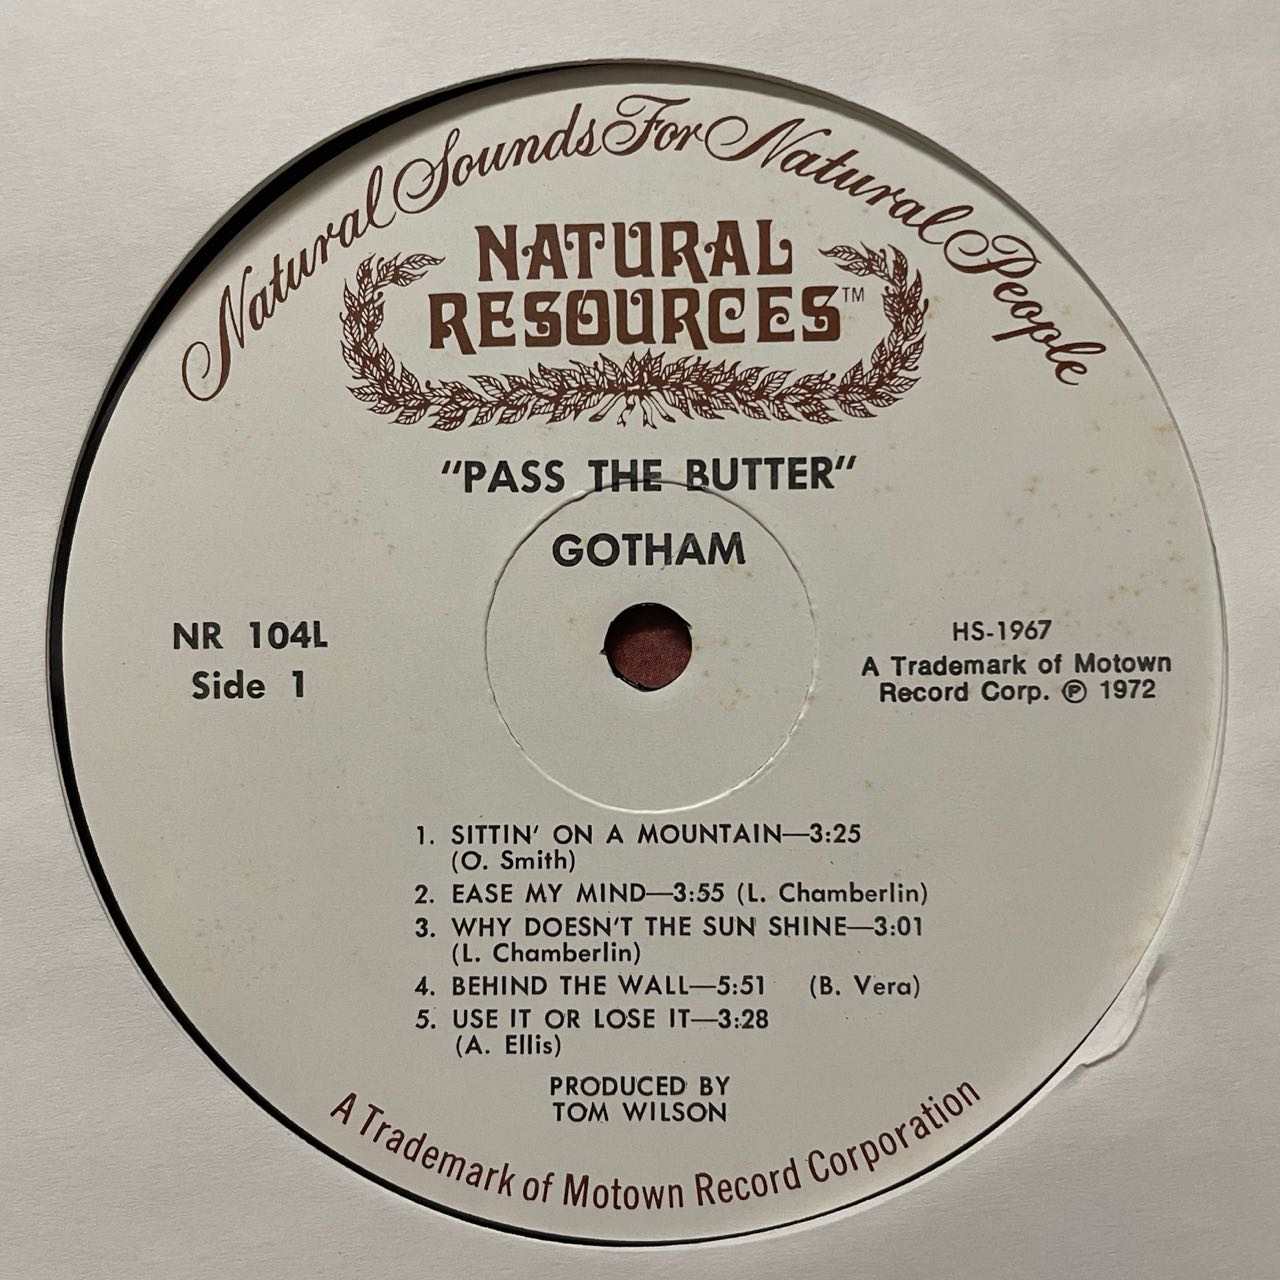 Natural Sounds For Natural People
NATURAL
RESOURCES™
"PASS THE BUTTER"
GOTHAM
NR 104L
Side 1
HS-1967
A Trademark of Motown
Record Corp. ℗ 1972
1. SITTIN' ON A MOUNTAIN—3:25
(O. Smith)
2. EASE MY MIND—3:55 (L. Chamberlin)
3. WHY DOESN'T THE SUN SHINE—3:01
(L. Chamberlin)
4. BEHIND THE WALL—5:51 (B. Vera)
5. USE IT OR LOSE IT—3:28
(A. Ellis)
PRODUCED BY
TOM WILSON
A Trademark of Motown Record Corporation